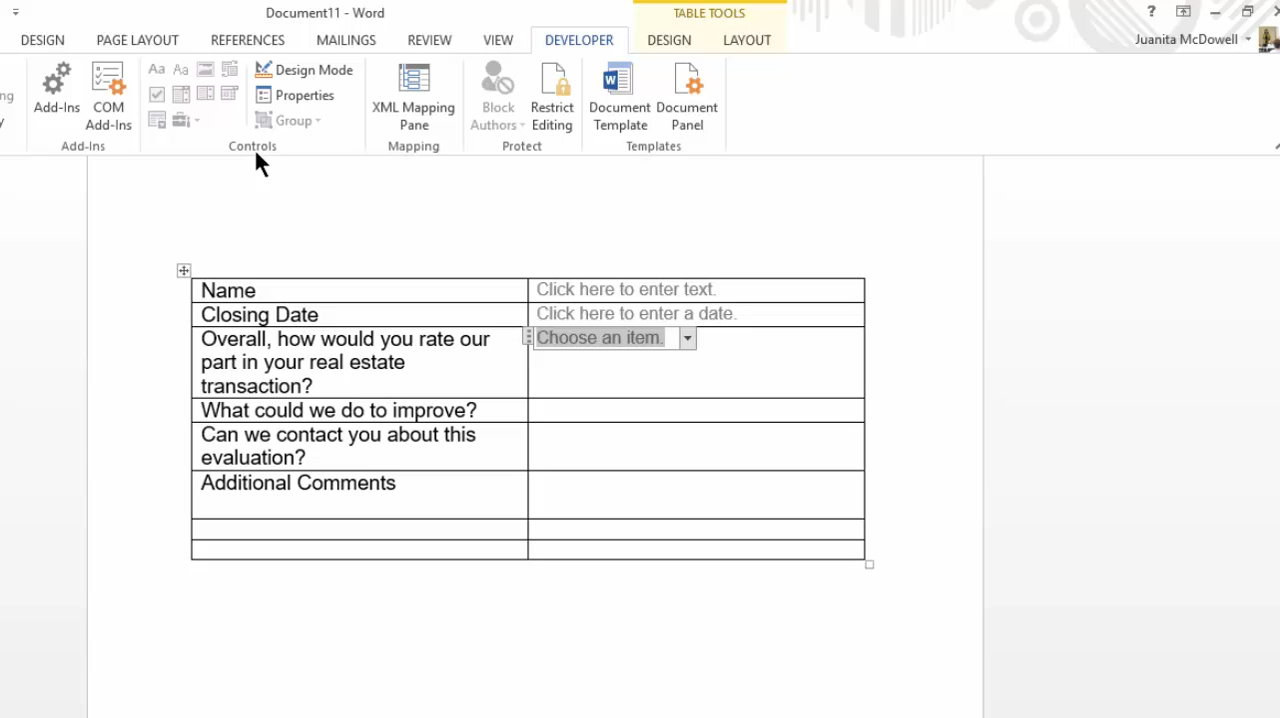 Document11 - Word
TABLE TOOLS
?
DESIGN
PAGE LAYOUT
REFERENCES
MAILINGS
REVIEW
VIEW
DEVELOPER
DESIGN
LAYOUT
Juanita McDowell
ng
y
Add-Ins
COM
Add-Ins
Add-Ins
Aa Aa
Design Mode
Properties
Group
Controls
XML Mapping
Pane
Mapping
Block
Authors
Restrict
Editing
Protect
Document
Template
Document
Panel
Templates
Name
Click here to enter text.
Closing Date
Click here to enter a date.
Overall, how would you rate our
part in your real estate
transaction?
Choose an item.
What could we do to improve?
Can we contact you about this
evaluation?
Additional Comments